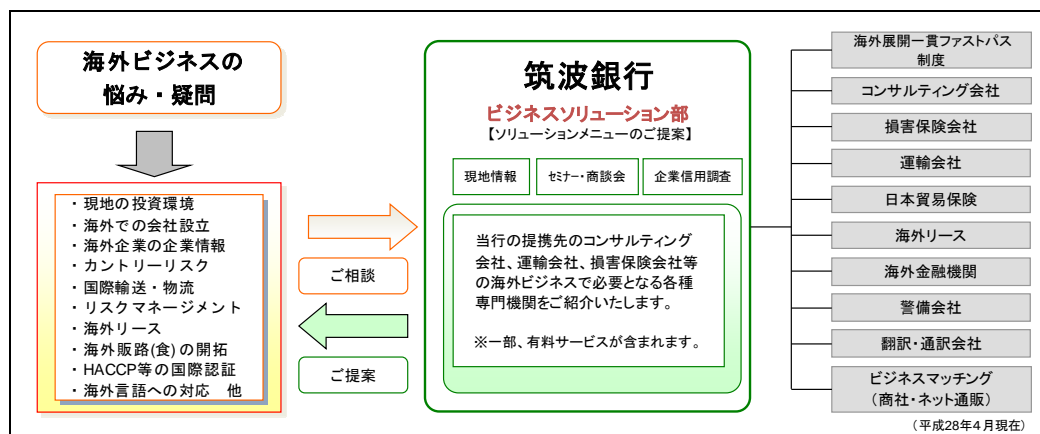 海外ビジネスの
悩み・疑問
・現地の投資環境
・海外での会社設立
・海外企業の企業情報
・カントリーリスク
・国際輸送・物流
・リスクマネージメント
・海外リース
・海外販路(食)の開拓
・HACCP等の国際認証
・海外言語への対応　他
ご相談
ご提案
筑波銀行
ビジネスソリューション部
【ソリューションメニューのご提案】
現地情報
ｾﾐﾅｰ・商談会
企業信用調査
当行の提携先のコンサルティング
会社、運輸会社、損害保険会社等
の海外ビジネスで必要となる各種
専門機関をご紹介いたします。
※一部、有料サービスが含まれます。
海外展開一貫ファストパス
制度
コンサルティング会社
損害保険会社
運輸会社
日本貿易保険
海外リース
海外金融機関
警備会社
翻訳・通訳会社
ビジネスマッチング
（商社・ネット通販）
（平成28年４月現在）